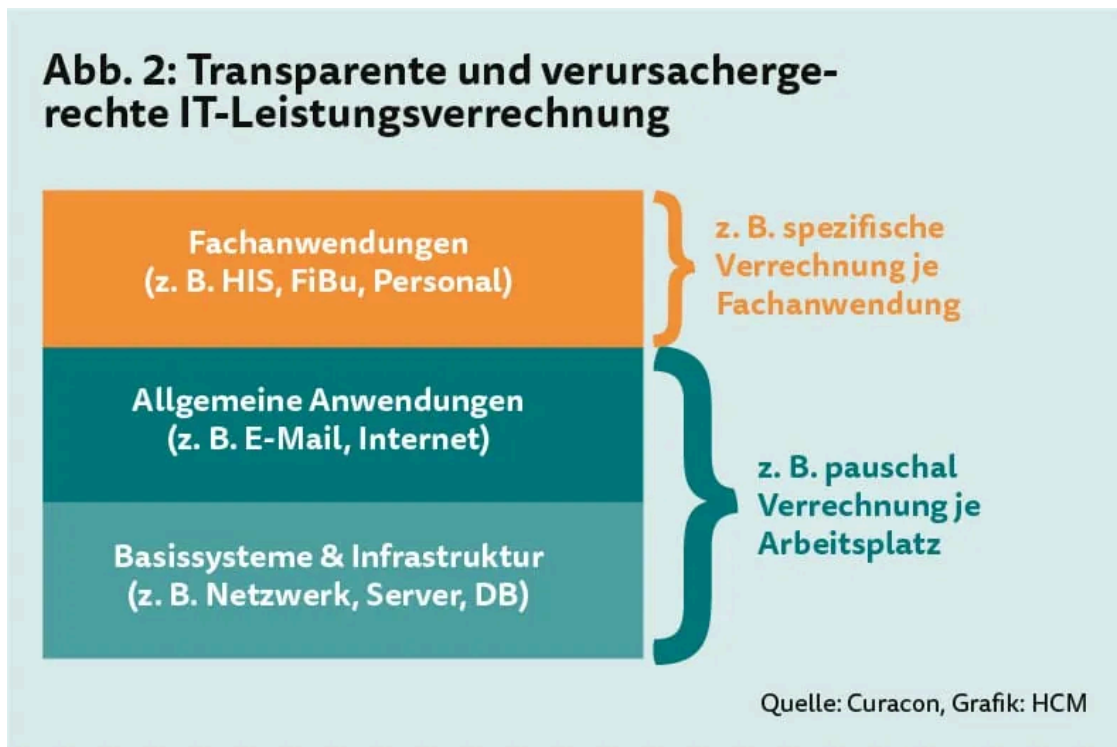 Abb. 2: Transparente und verursacherge-
rechte IT-Leistungsverrechnung
Fachanwendungen
(z. B. HIS, FiBu, Personal)
z. B. spezifische
Verrechnung je
Fachanwendung
Allgemeine Anwendungen
(z. B. E-Mail, Internet)
Basissysteme & Infrastruktur
(z. B. Netzwerk, Server, DB)
z. B. pauschal
Verrechnung je
Arbeitsplatz
Quelle: Curacon, Grafik: HCM